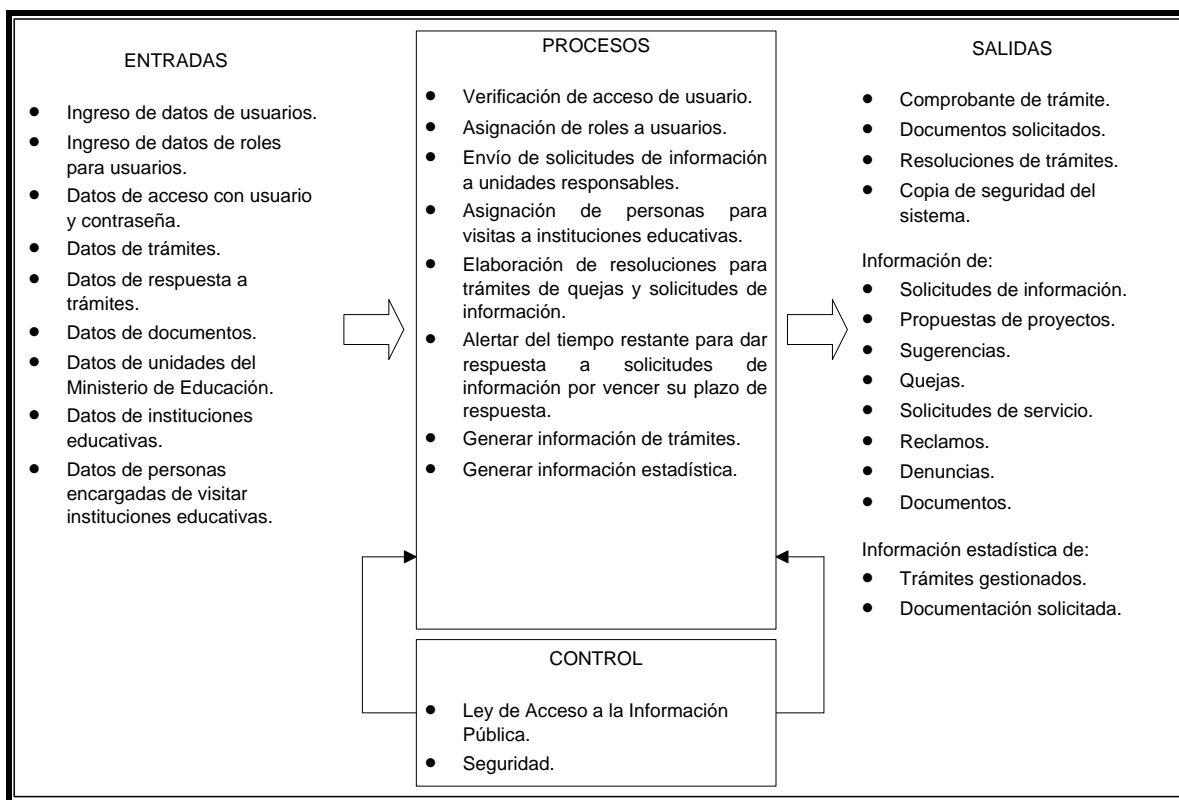 ENTRADAS
● Ingreso de datos de usuarios.
● Ingreso de datos de roles
para usuarios.
● Datos de acceso con usuario
y contraseña.
● Datos de trámites.
● Datos de respuesta a
trámites.
● Datos de documentos.
● Datos de unidades del
Ministerio de Educación.
● Datos de instituciones
educativas.
● Datos de personas
encargadas de visitar
instituciones educativas.
PROCESOS
● Verificación de acceso de usuario.
● Asignación de roles a usuarios.
● Envío de solicitudes de información
a unidades responsables.
● Asignación de personas para
visitas a instituciones educativas.
● Elaboración de resoluciones para
trámites de quejas y solicitudes de
información.
● Alertar del tiempo restante para dar
respuesta a solicitudes de
información por vencer su plazo de
respuesta.
● Generar información de trámites.
● Generar información estadística.
CONTROL
● Ley de Acceso a la Información
Pública.
● Seguridad.
SALIDAS
● Comprobante de trámite.
● Documentos solicitados.
● Resoluciones de trámites.
● Copia de seguridad del
sistema.
Información de:
● Solicitudes de información.
● Propuestas de proyectos.
● Sugerencias.
● Quejas.
● Solicitudes de servicio.
● Reclamos.
● Denuncias.
● Documentos.
Información estadística de:
● Trámites gestionados.
● Documentación solicitada.